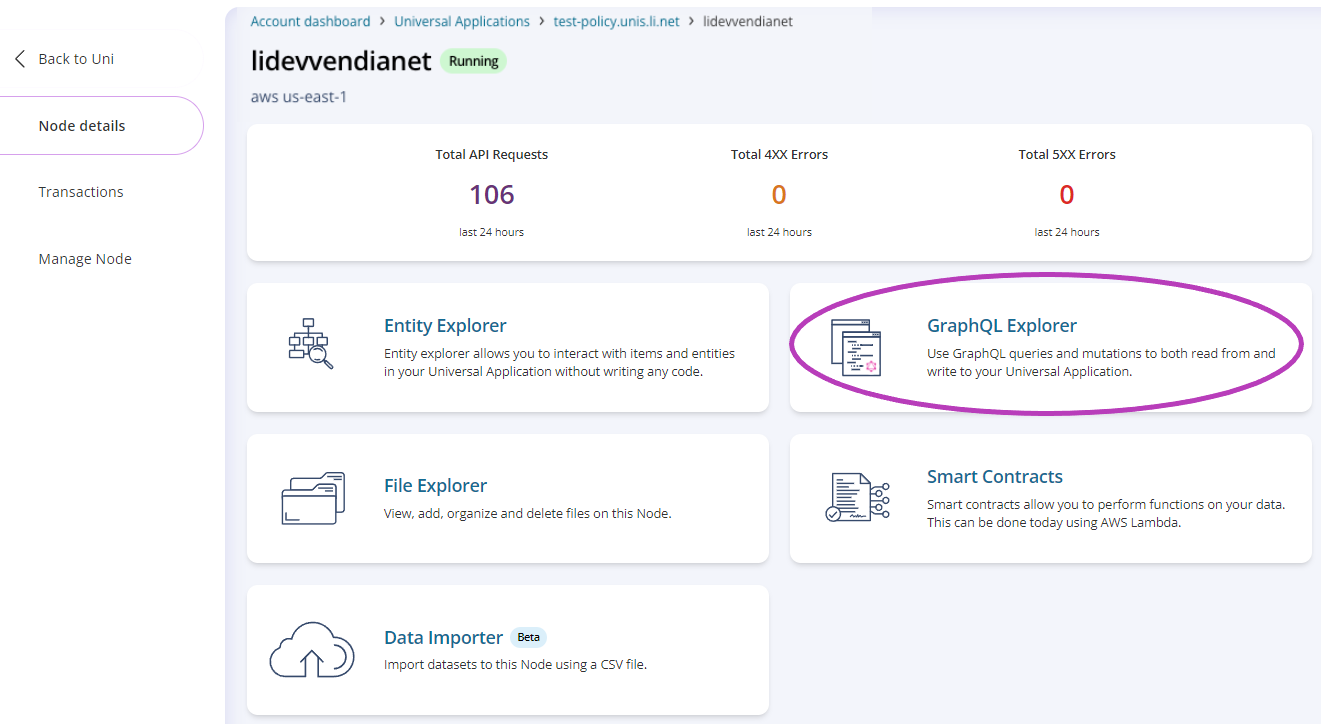 Account dashboard > Universal Applications > test-policy.unis.li.net > lidevvendianet
Back to Uni
lidevvendianet Running
aws us-east-1
Node details
Transactions
Manage Node
Total API Requests
106
last 24 hours
Total 4XX Errors
0
last 24 hours
Total 5XX Errors
0
last 24 hours
Entity Explorer
Entity explorer allows you to interact with items and entities
in your Universal Application without writing any code.
GraphQL Explorer
Use GraphQL queries and mutations to both read from and
write to your Universal Application.
File Explorer
View, add, organize and delete files on this Node.
Smart Contracts
Smart contracts allow you to perform functions on your data.
This can be done today using AWS Lambda.
Data Importer Beta
Import datasets to this Node using a CSV file.